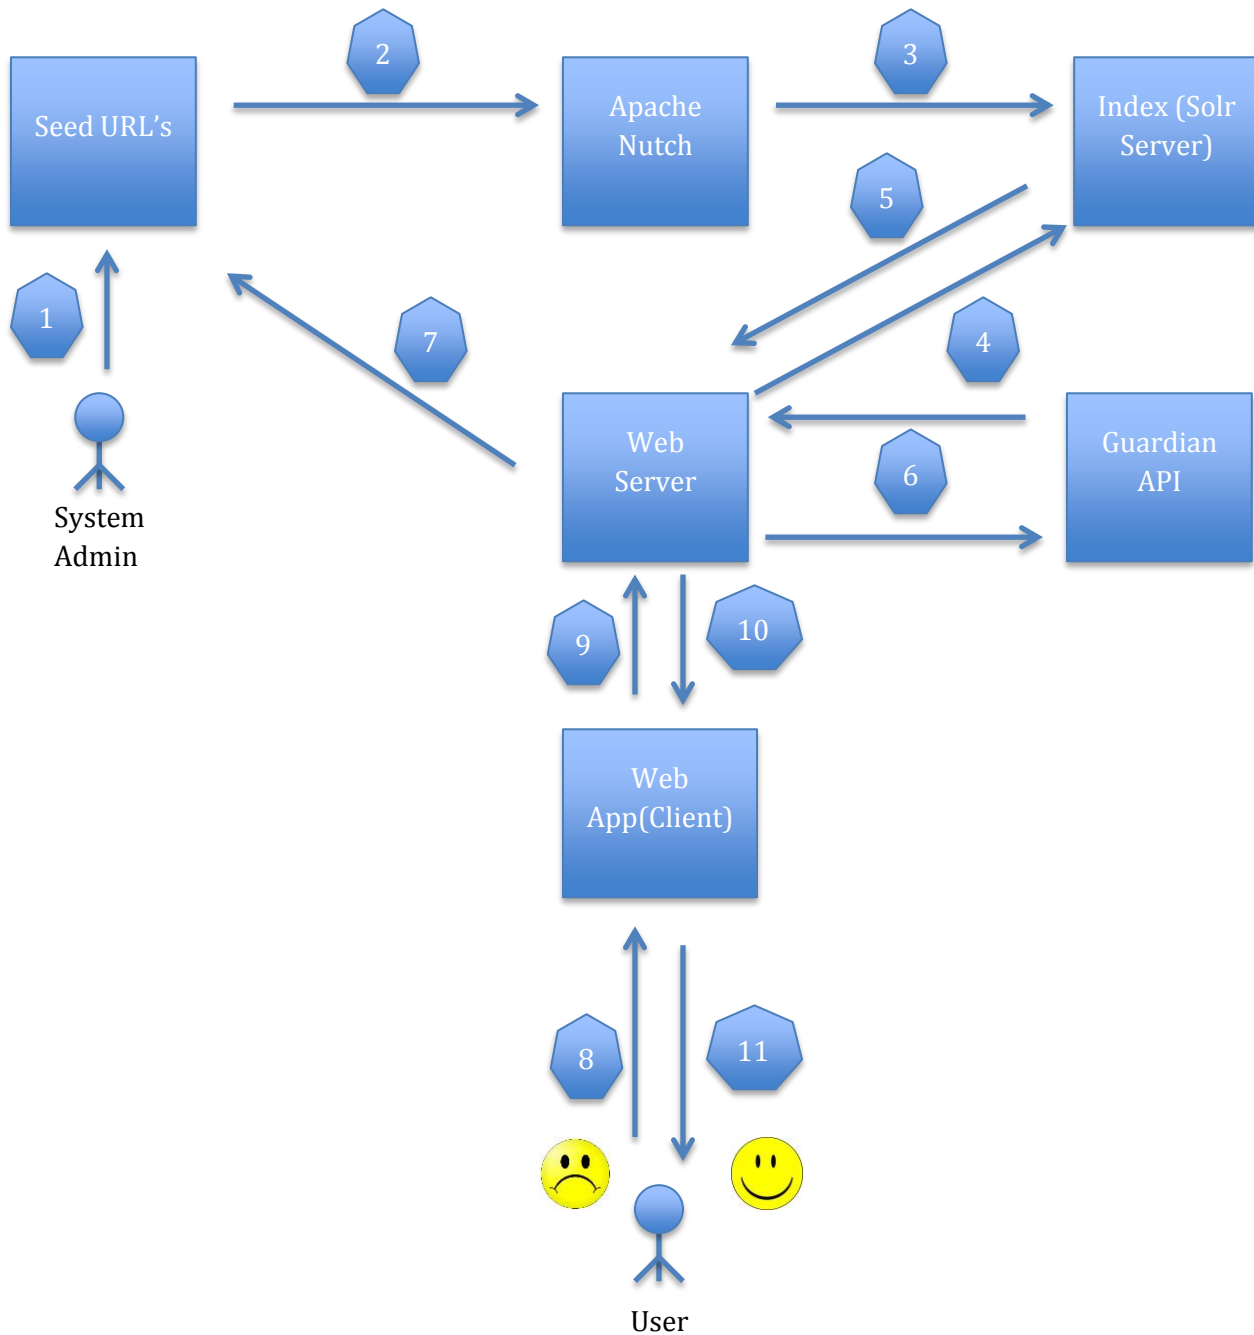 2
3
Seed URL's
Apache
Nutch
Index (Solr
Server)
5
1
7
4
Web
Server
6
Guardian
API
System
Admin
9
10
Web
App(Client)
8
11
User